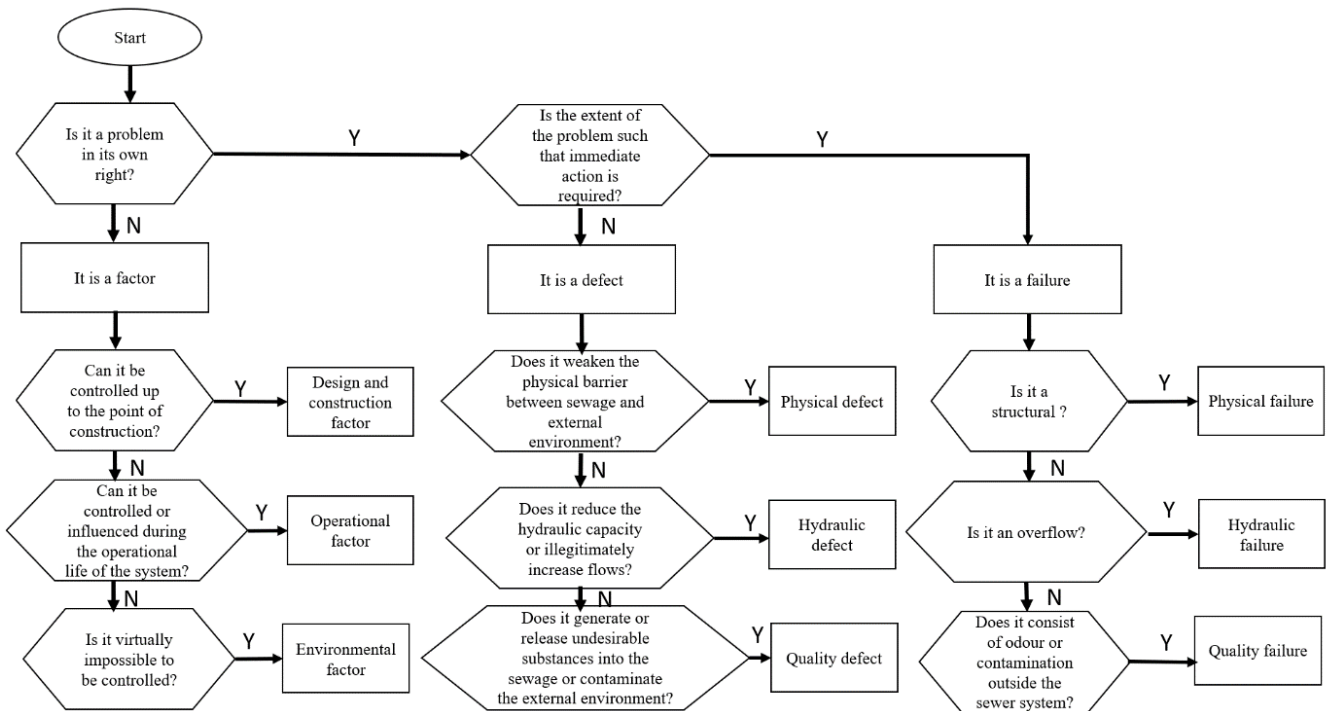 Start
Is it a problem
in its own
right?
Y
Is the extent of
the problem such
that immediate
action is
required?
Y
N
N
It is a factor
It is a defect
It is a failure
Can it be
controlled up
to the point of
construction?
Y
Design and
construction
factor
Does it weaken the
physical barrier
between sewage and
external
environment?
Y
Physical defect
Is it a
structural ?
Y
Physical failure
N
N
N
Can it be
controlled or
influenced during
the operational
life of the system?
Y
Operational
factor
Does it reduce the
hydraulic capacity
or illegitimately
increase flows?
Y
Hydraulic
defect
Is it an overflow?
Y
Hydraulic
failure
N
N
N
Is it virtually
impossible to
be controlled?
Y
Environmental
factor
Does it generate or
release undesirable
substances into the
sewage or contaminate
the external environment?
Y
Quality defect
Does it consist
of odour or
contamination
outside the
sewer system?
Y
Quality failure